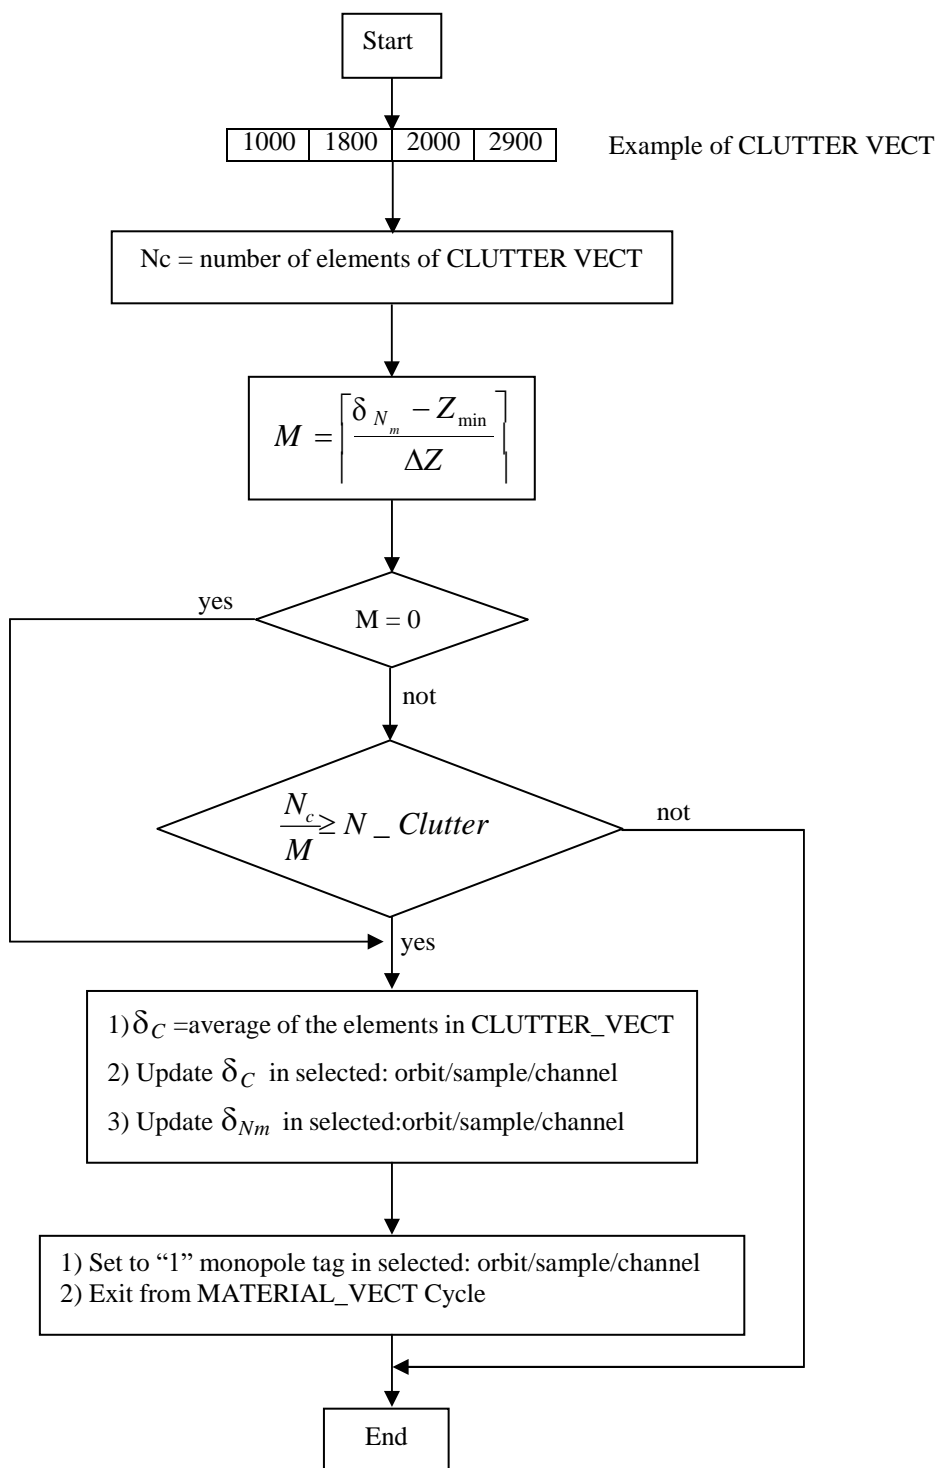 Start
1000 1800 2000 2900 Example of CLUTTER VECT
Nc = number of elements of CLUTTER VECT
M = ⌈(δ_{N_m} − Z_min) / ΔZ⌉
yes
M = 0
not
N_c / M ≥ N _ Clutter
not
yes
1) δ_C =average of the elements in CLUTTER_VECT
2) Update δ_C in selected: orbit/sample/channel
3) Update δ_{Nm} in selected:orbit/sample/channel
1) Set to “1” monopole tag in selected: orbit/sample/channel
2) Exit from MATERIAL_VECT Cycle
End